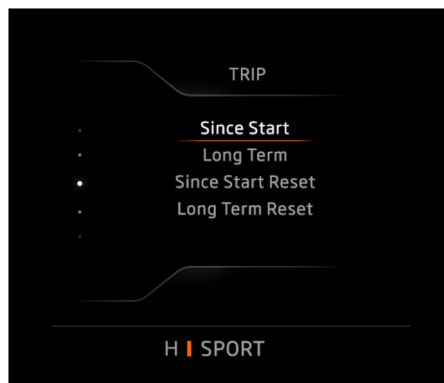 TRIP
Since Start
Long Term
Since Start Reset
Long Term Reset
H SPORT